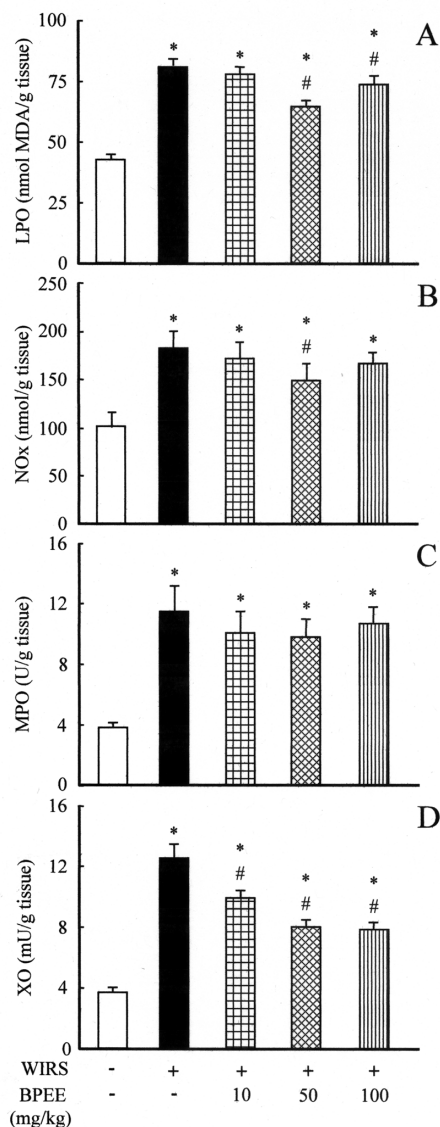 A
LPO (nmol MDA/g tissue)
100
75
50
25
0
* * * *
# #
B
NOx (nmol/g tissue)
250
200
150
100
50
0
* * * *
#
C
MPO (U/g tissue)
16
12
8
4
0
* * * *
D
XO (mU/g tissue)
16
12
8
4
0
* * * *
# # #
WIRS - + + + +
BPEE - - 10 50 100
(mg/kg)